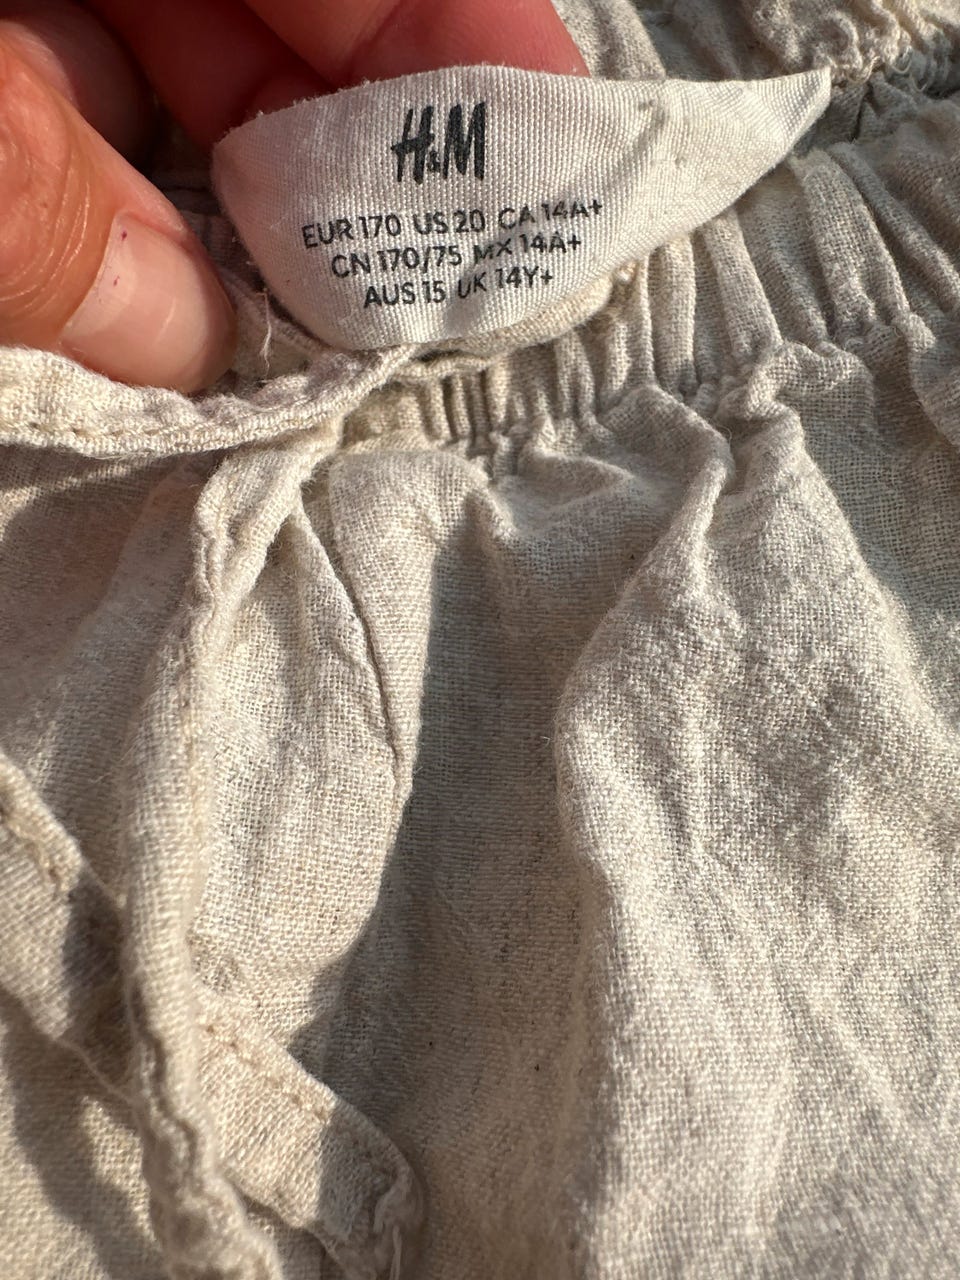 H&M
EUR 170 US 20 CA 14A+
CN 170/75 MX 14A+
AUS 15 UK 14Y+